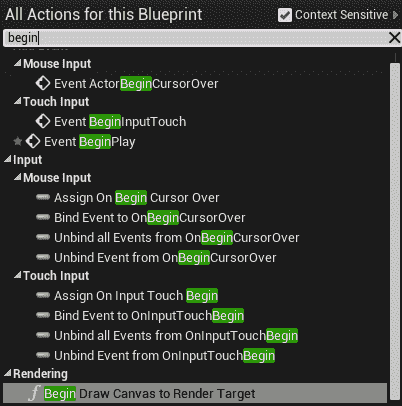 All Actions for this Blueprint
Context Sensitive
begin
Mouse Input
Event ActorBeginCursorOver
Touch Input
Event BeginInputTouch
Event BeginPlay
Input
Mouse Input
Assign On Begin Cursor Over
Bind Event to OnBeginCursorOver
Unbind all Events from OnBeginCursorOver
Unbind Event from OnBeginCursorOver
Touch Input
Assign On Input Touch Begin
Bind Event to OnInputTouchBegin
Unbind all Events from OnInputTouchBegin
Unbind Event from OnInputTouchBegin
Rendering
f Begin Draw Canvas to Render Target